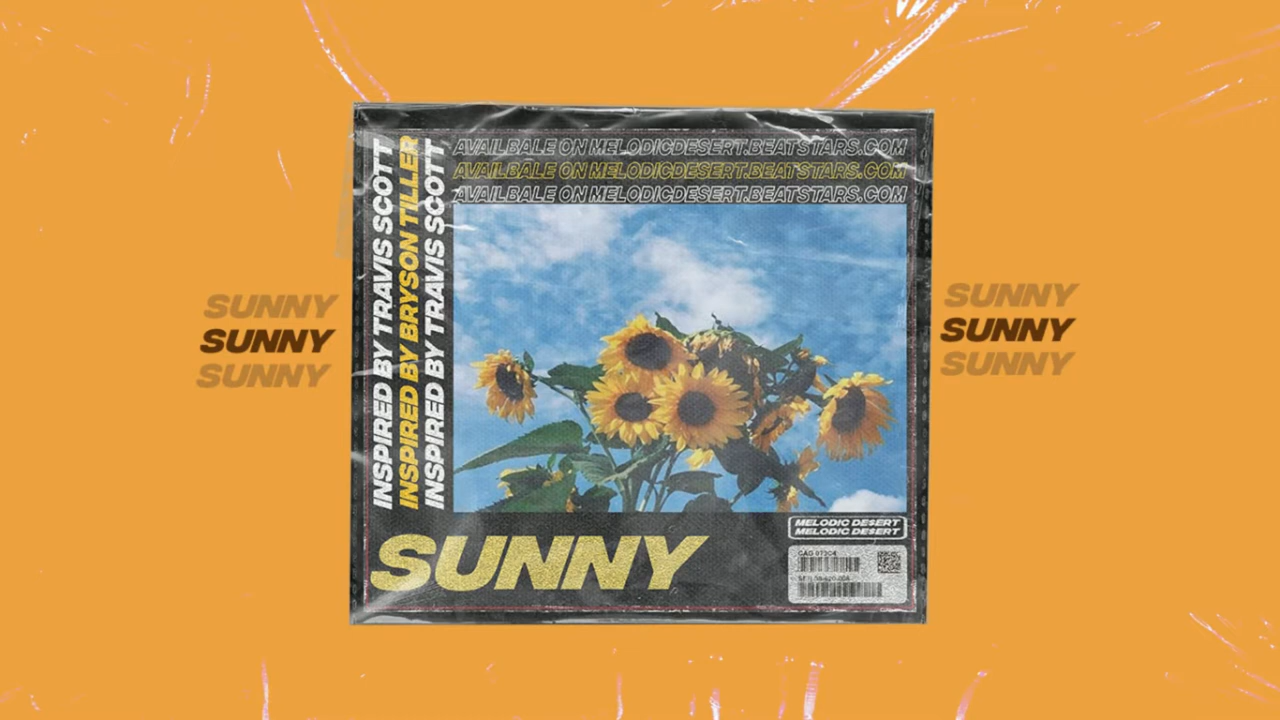 AVAILBALE ON MELODICDESERT.BEATSTARS.COM
AVAILBALE ON MELODICDESERT.BEATSTARS.COM
AVAILBALE ON MELODICDESERT.BEATSTARS.COM
INSPIRED BY TRAVIS SCOTT
INSPIRED BY BRYSON TILLER
INSPIRED BY TRAVIS SCOTT
SUNNY
SUNNY
SUNNY
SUNNY
SUNNY
SUNNY
MELODIC DESERT
MELODIC DESERT
SUNNY